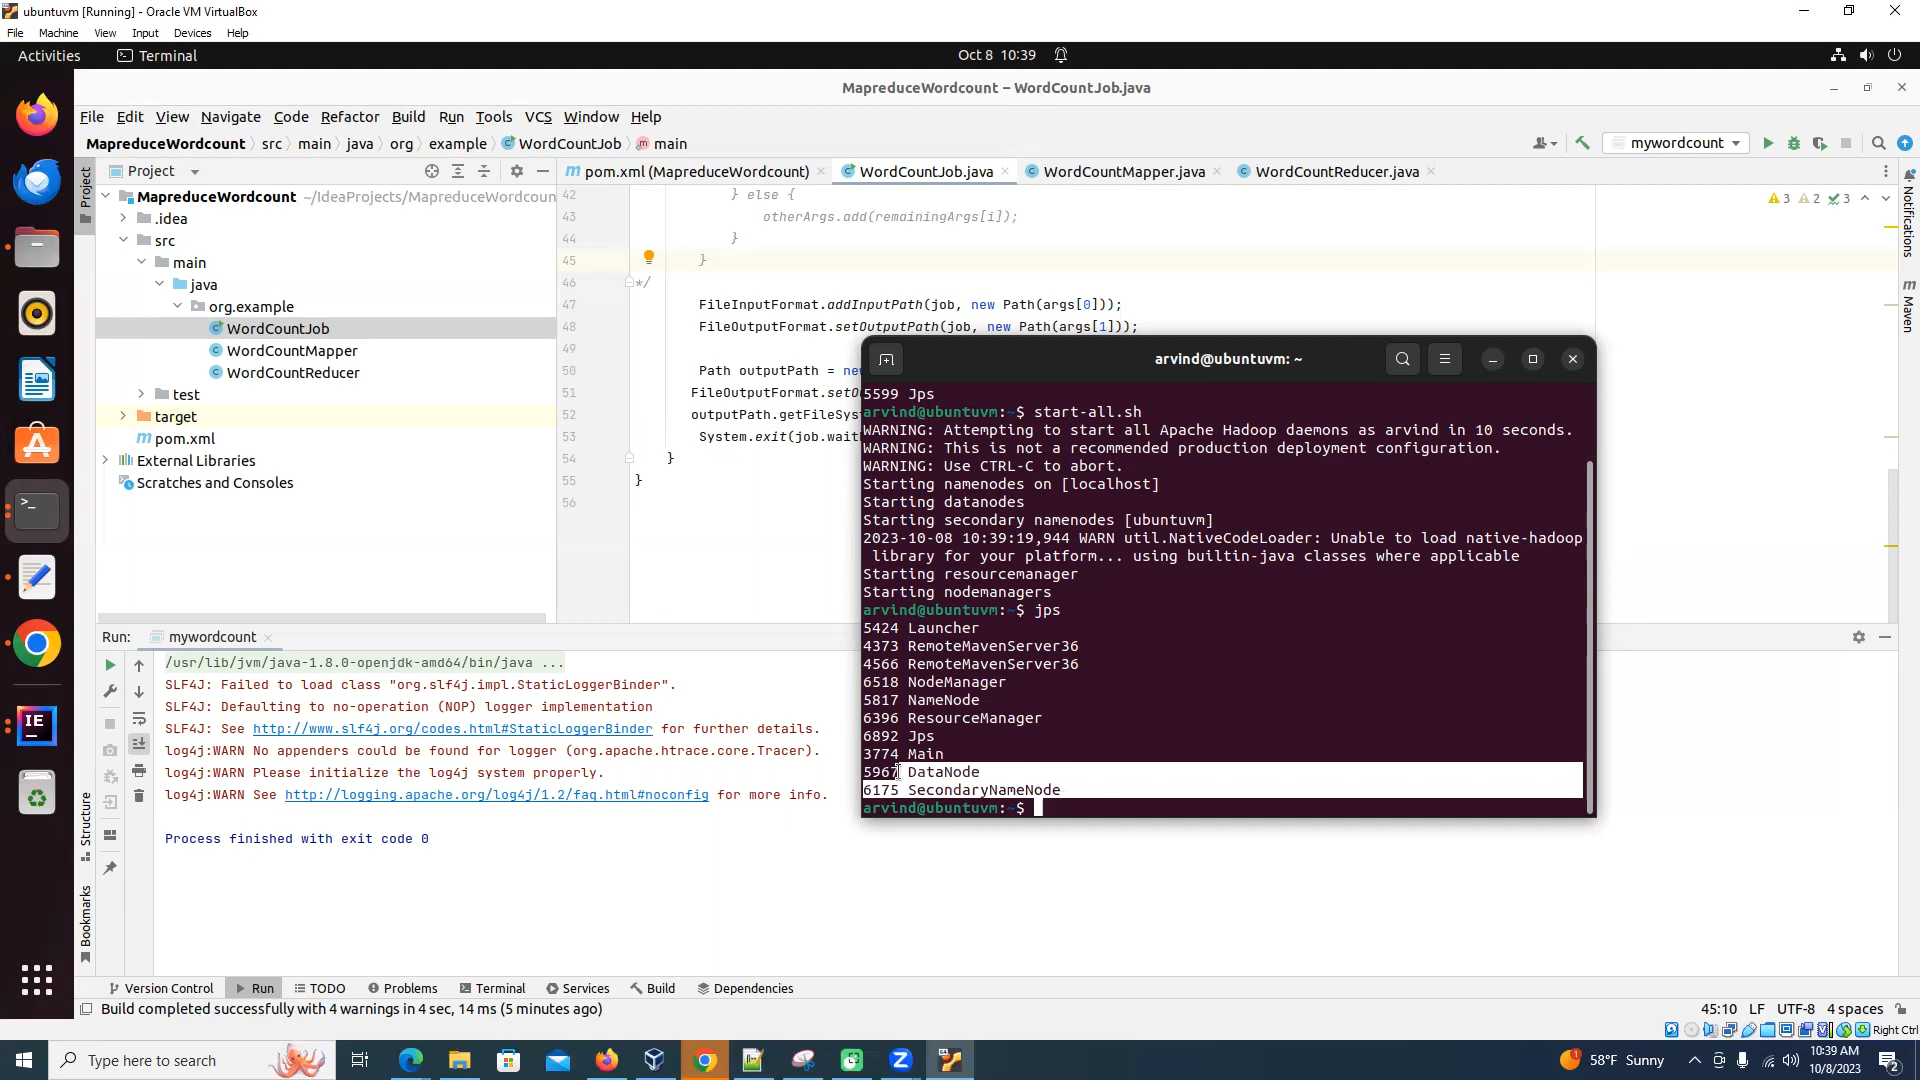 ubuntuvm [Running] - Oracle VM VirtualBox
File Machine View Input Devices Help
Activities Terminal Oct 8 10:39
MapreduceWordcount – WordCountJob.java
File Edit View Navigate Code Refactor Build Run Tools VCS Window Help
MapreduceWordcount src main java org example WordCountJob main mywordcount
Project Project pom.xml (MapreduceWordcount) WordCountJob.java WordCountMapper.java WordCountReducer.java
MapreduceWordcount ~/IdeaProjects/MapreduceWordcoun
.idea
src
main
java
org.example
WordCountJob
WordCountMapper
WordCountReducer
test
target
pom.xml
External Libraries
Scratches and Consoles
42 } else {
43 otherArgs.add(remainingArgs[i]);
44 }
45 }
46 */
47 FileInputFormat.addInputPath(job, new Path(args[0]));
48 FileOutputFormat.setOutputPath(job, new Path(args[1]));
49
50 Path outputPath = new
51 FileOutputFormat.setO
52 outputPath.getFileSys
53 System.exit(job.wait
54 }
55 }
56
3 2 3
Notifications
Maven
arvind@ubuntuvm: ~
5599 Jps
arvind@ubuntuvm:~$ start-all.sh
WARNING: Attempting to start all Apache Hadoop daemons as arvind in 10 seconds.
WARNING: This is not a recommended production deployment configuration.
WARNING: Use CTRL-C to abort.
Starting namenodes on [localhost]
Starting datanodes
Starting secondary namenodes [ubuntuvm]
2023-10-08 10:39:19,944 WARN util.NativeCodeLoader: Unable to load native-hadoop
library for your platform... using builtin-java classes where applicable
Starting resourcemanager
Starting nodemanagers
arvind@ubuntuvm:~$ jps
5424 Launcher
4373 RemoteMavenServer36
4566 RemoteMavenServer36
6518 NodeManager
5817 NameNode
6396 ResourceManager
6892 Jps
3774 Main
5967 DataNode
6175 SecondaryNameNode
arvind@ubuntuvm:~$
Run: mywordcount
/usr/lib/jvm/java-1.8.0-openjdk-amd64/bin/java ...
SLF4J: Failed to load class "org.slf4j.impl.StaticLoggerBinder".
SLF4J: Defaulting to no-operation (NOP) logger implementation
SLF4J: See http://www.slf4j.org/codes.html#StaticLoggerBinder for further details.
log4j:WARN No appenders could be found for logger (org.apache.htrace.core.Tracer).
log4j:WARN Please initialize the log4j system properly.
log4j:WARN See http://logging.apache.org/log4j/1.2/faq.html#noconfig for more info.
Process finished with exit code 0
Structure
Bookmarks
Version Control Run TODO Problems Terminal Services Build Dependencies
Build completed successfully with 4 warnings in 4 sec, 14 ms (5 minutes ago) 45:10 LF UTF-8 4 spaces
Right Ctrl
Type here to search 58°F Sunny 10:39 AM
10/8/2023